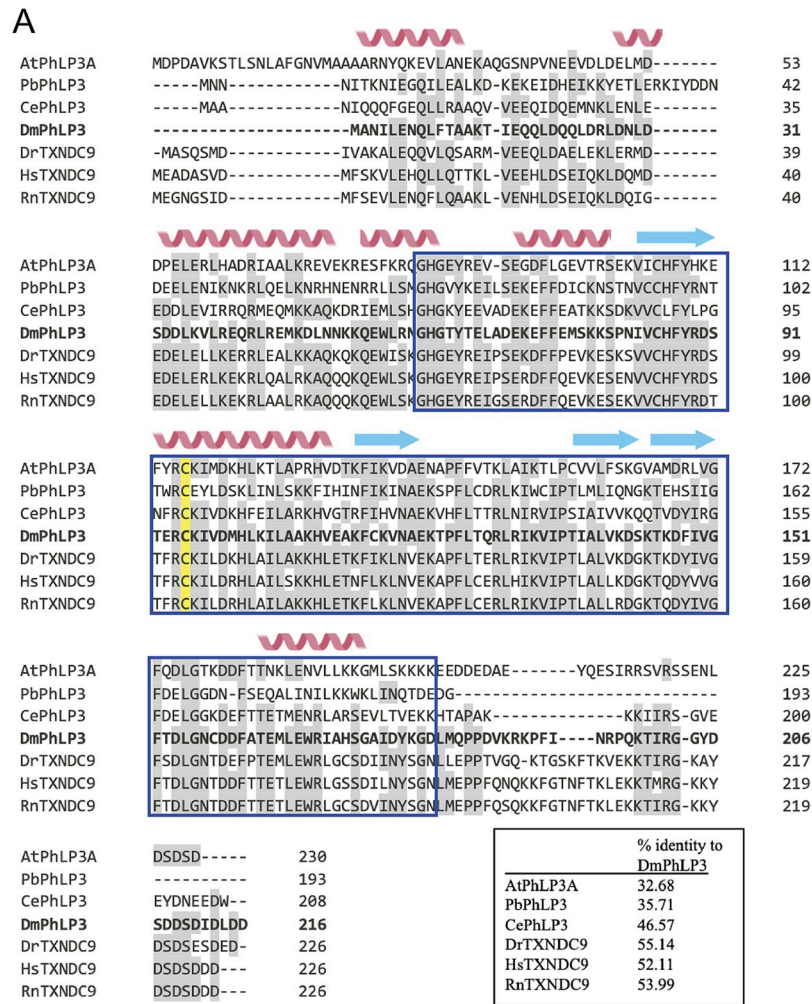 A
AtPhLP3A MDPDAVKSTLSNLAFGNVMAAAARNYQKEVLANEKAQGSNPVNEEVDLDELMD------- 53
PbPhLP3 -----MNN------------NITKNIEGQILEALKD-KEKEIDHEIKKYETLERKIYDDN 42
CePhLP3 -----MAA------------NIQQQFGEQLLRAAQV-VEEQIDQEMNKLENLE------- 35
DmPhLP3 ---------------------MANILENQLFTAAKT-IEQQLDQQLDRLDNLD------- 31
DrTXNDC9 -MASQSMD------------IVAKALEQQVLQSARM-VEEQLDAELEKLERMD------- 39
HsTXNDC9 MEADASVD------------MFSKVLEHQLLQTTKL-VEEHLDSEIQKLDQMD------- 40
RnTXNDC9 MEGNGSID------------MFSEVLENQFLQAAKL-VENHLDSEIQKLDQIG------- 40
AtPhLP3A DPELERLHADRIAALKREVEKRESFKRQGHGEYREV-SEGDFLGEVTRSEKVICHFYHKE 112
PbPhLP3 DEELENIKNKRLQELKNRHNENRRLLSMGHGVYKEILSEKEFFDICKNSTNVCCHFYRNT 102
CePhLP3 EDDLEVIRRQRMEQMKKAQKDRIEMLSHGHGKYEEVADEKEFFEATKKSDKVVCLFYLPG 95
DmPhLP3 SDDLKVLREQRLREMKDLNNKKQEWLRNGHGTYTELADEKEFFEMSKKSPNIVCHFYRDS 91
DrTXNDC9 EDELELLKERRLEALKKAQKQKQEWISKGHGEYREIPSEKDFFPEVKESKSVVCHFYRDS 99
HsTXNDC9 EDELERLKEKRLQALRKAQQQKQEWLSKGHGEYREIPSERDFFQEVKESENVVCHFYRDS 100
RnTXNDC9 EDELELLKEKRLAALRKAQQQKQEWLSKGHGEYREIGSERDFFQEVKESEKVVCHFYRDT 100
AtPhLP3A FYRCKIMDKHLKTLAPRHVDTKFIKVDAENAPFFVTKLAIKTLPCVVLFSKGVAMDRLVG 172
PbPhLP3 TWRCEYLDSKLINLSKKFIHINFIKINAEKSPFLCDRLKIWCIPTLMLIQNGKTEHSIIG 162
CePhLP3 NFRCKIVDKHFEILARKHVGTRFIHVNAEKVHFLTTRLNIRVIPSIAIVVKQQTVDYIRG 155
DmPhLP3 TERCKIVDMHLKILAAKHVEAKFCKVNAEKTPFLTQRLRIKVIPTIALVKDSKTKDFIVG 151
DrTXNDC9 TFRCKILDKHLAILAKKHLETKFIKLNVEKAPFLTERLRIKVIPTLALVKDGKTKDYIVG 159
HsTXNDC9 TFRCKILDRHLAILSKKHLETNFLKLNVEKAPFLCERLHIKVIPTLALLKDGKTQDYVVG 160
RnTXNDC9 TFRCKILDRHLAILAKKHLETKFLKLNVEKAPFLCERLRIKVIPTLALLRDGKTQDYIVG 160
AtPhLP3A FQDLGTKDDFTTNKLENVLLKKGMLSKKKKEEDDEDAE-------YQESIRRSVRSSENL 225
PbPhLP3 FDELGGDN-FSEQALINILKKWKLINQTDEDG---------------------------- 193
CePhLP3 FDELGGKDEFTTETMENRLARSEVLTVEKKHTAPAK--------------KKIIRS-GVE 200
DmPhLP3 FTDLGNCDDFATEMLEWRIAHSGAIDYKGDLMQPPDVKRKPFI----NRPQKTIRG-GYD 206
DrTXNDC9 FSDLGNTDEFPTEMLEWRLGCSDIINYSGNLLEPPTVGQ-KTGSKFTKVEKKTIRG-KAY 217
HsTXNDC9 FTDLGNTDDFTTETLEWRLGSSDILNYSGNLMEPPFQNQKKFGTNFTKLEKKTMRG-KKY 219
RnTXNDC9 FTDLGNTDDFTTETLEWRLGCSDVINYSGNLMEPPFQSQKKFGTNFTKLEKKTIRG-KKY 219
AtPhLP3A DSDSD----- 230
PbPhLP3 ---------- 193
CePhLP3 EYDNEEDW-- 208
DmPhLP3 SDDSDIDLDD 216
DrTXNDC9 DSDSESDED- 226
HsTXNDC9 DSDSDDD--- 226
RnTXNDC9 DSDSDDD--- 226
% identity to
DmPhLP3
AtPhLP3A 32.68
PbPhLP3 35.71
CePhLP3 46.57
DrTXNDC9 55.14
HsTXNDC9 52.11
RnTXNDC9 53.99